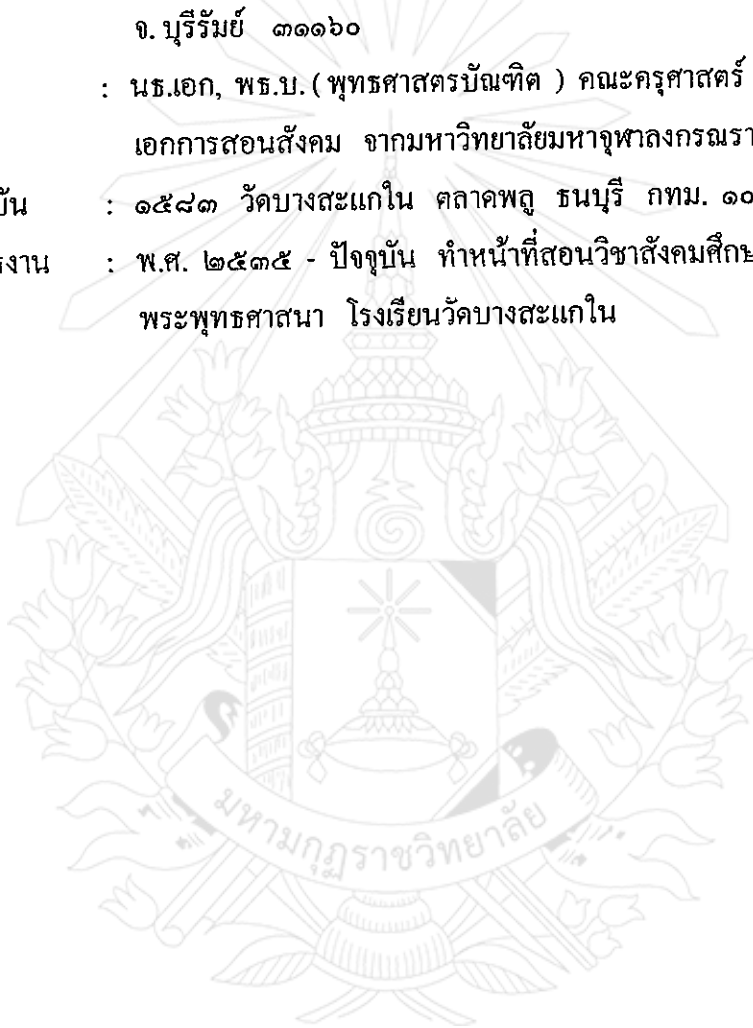 จ. บุรีรัมย์ ๓๑๑๖๐
: นธ.เอก, พธ.บ. ( พุทธศาสตรบัณฑิต ) คณะครุศาสตร์
เอกการสอนสังคม จากมหาวิทยาลัยมหาจุฬาลงกรณรา
: ๑๕๘๓ วัดบางสะแกใน ตลาดพลู ธนบุรี กทม. ๑๐
งาน : พ.ศ. ๒๕๓๕ - ปัจจุบัน ทำหน้าที่สอนวิชาสังคมศึกษ
พระพุทธศาสนา โรงเรียนวัดบางสะแกใน
มหามกุฏราชวิทยาลัย